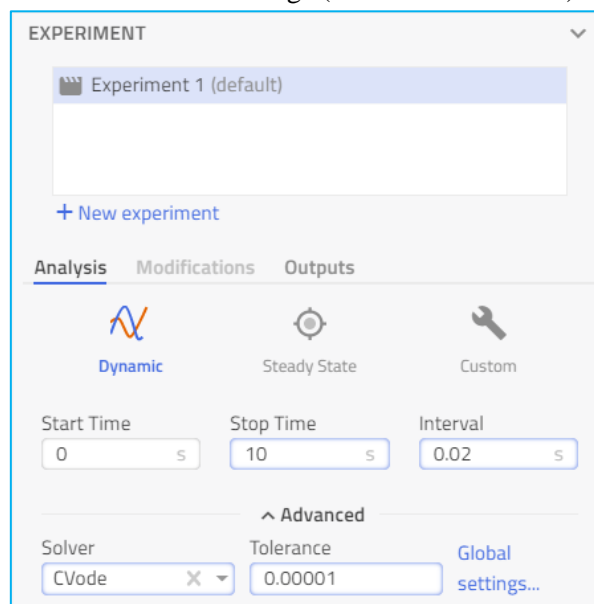 EXPERIMENT
Experiment 1 (default)
+ New experiment
Analysis Modifications Outputs
Dynamic Steady State Custom
Start Time Stop Time Interval
0 s 10 s 0.02 s
Advanced
Solver Tolerance Global
CVode 0.00001 settings...